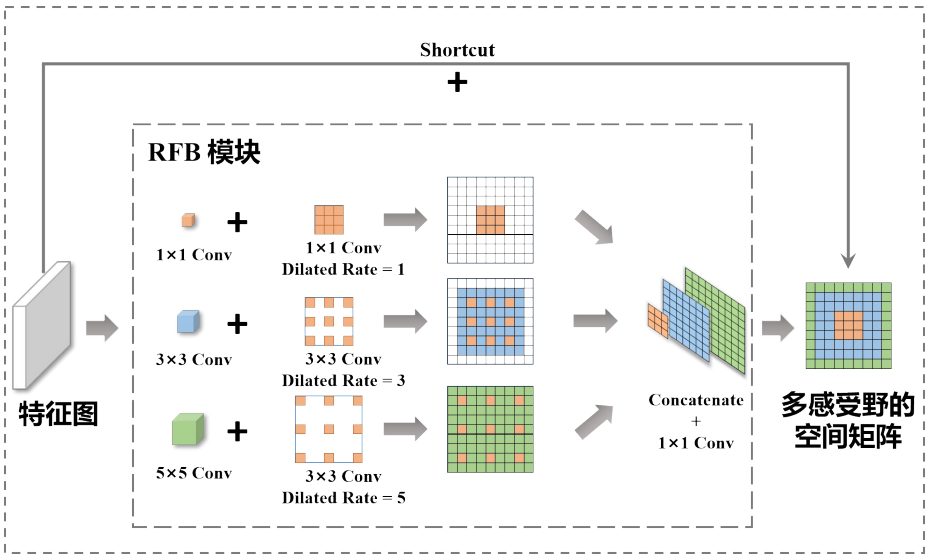 Shortcut
+
RFB 模块
+
1×1 Conv
1×1 Conv
Dilated Rate = 1
+
3×3 Conv
3×3 Conv
Dilated Rate = 3
+
5×5 Conv
3×3 Conv
Dilated Rate = 5
特征图
Concatenate
+
1×1 Conv
多感受野的
空间矩阵